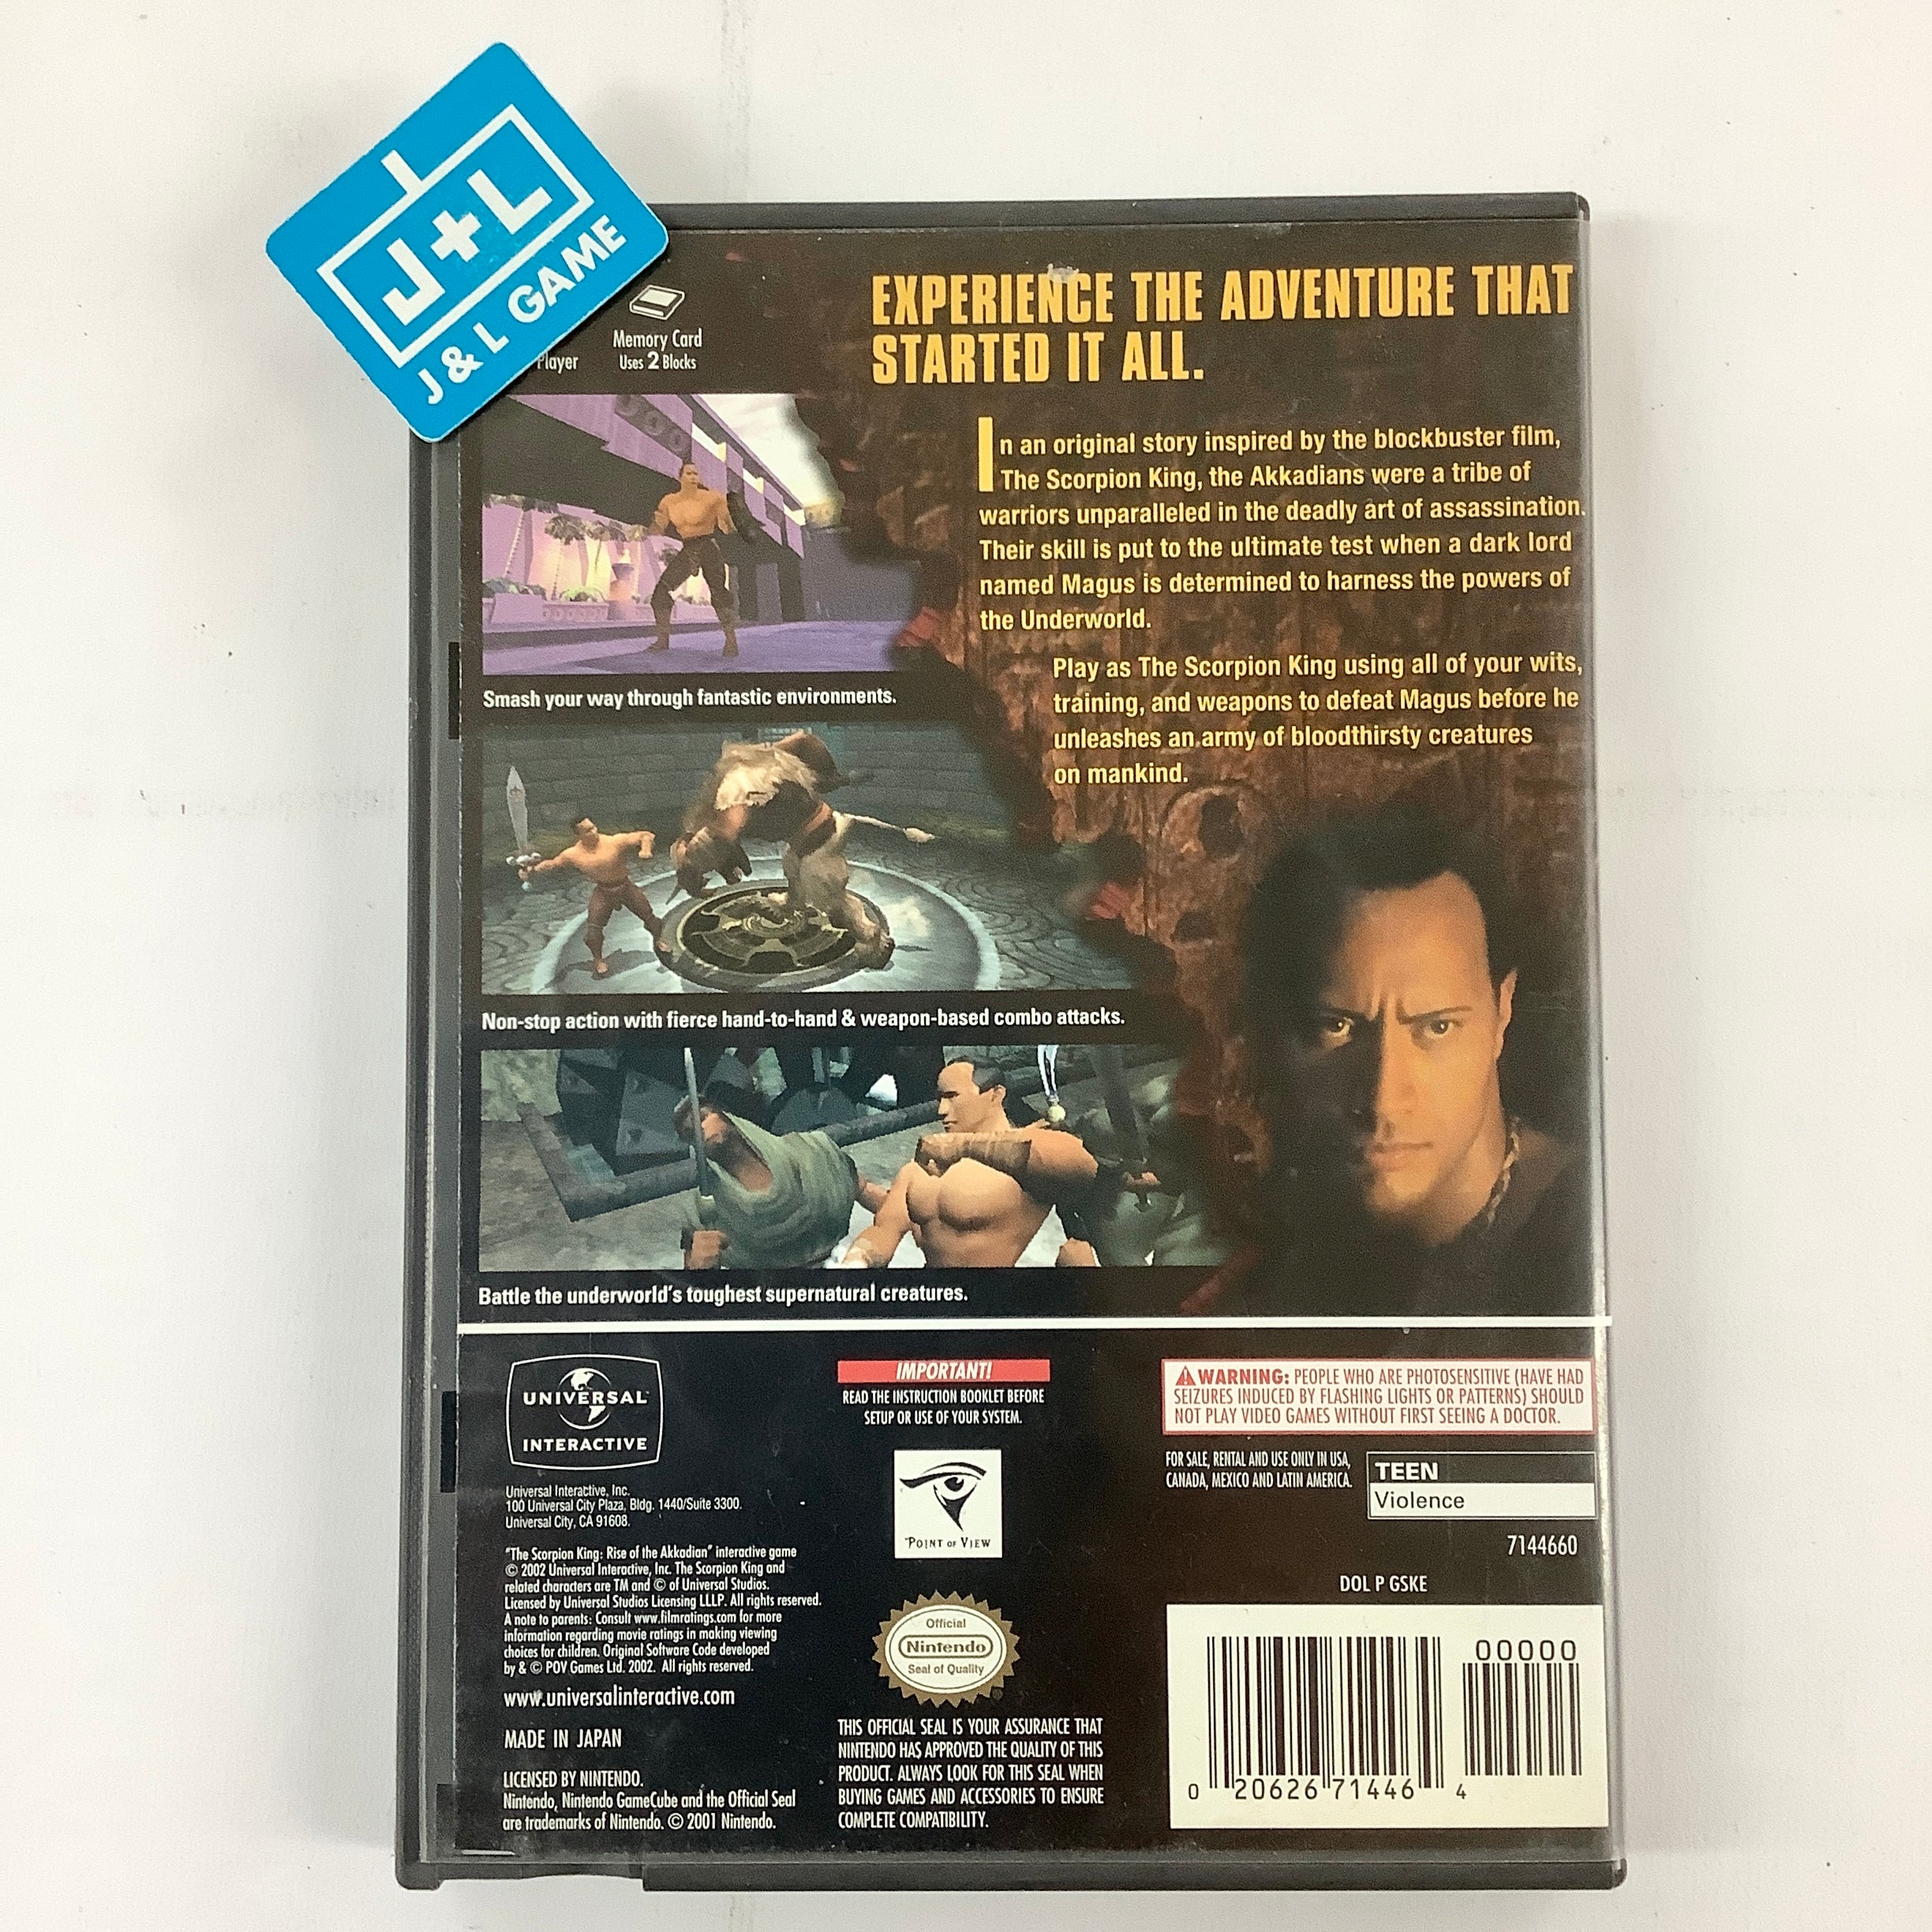 J+L
J & L GAME
Player
Memory Card
Uses 2 Blocks
EXPERIENCE THE ADVENTURE THAT
STARTED IT ALL.
In an original story inspired by the blockbuster film,
The Scorpion King, the Akkadians were a tribe of
warriors unparalleled in the deadly art of assassination.
Their skill is put to the ultimate test when a dark lord
named Magus is determined to harness the powers of
the Underworld.
Play as The Scorpion King using all of your wits,
training, and weapons to defeat Magus before he
unleashes an army of bloodthirsty creatures
on mankind.
Smash your way through fantastic environments.
Non-stop action with fierce hand-to-hand & weapon-based combo attacks.
Battle the underworld's toughest supernatural creatures.
UNIVERSAL
INTERACTIVE
Universal Interactive, Inc.
100 Universal City Plaza, Bldg. 1440/Suite 3300.
Universal City, CA 91608.
"The Scorpion King: Rise of the Akkadian" interactive game
© 2002 Universal Interactive, Inc. The Scorpion King and
related characters are TM and © of Universal Studios.
Licensed by Universal Studios Licensing LLLP. All rights reserved.
A note to parents: Consult www.filmratings.com for more
information regarding movie ratings in making viewing
choices for children. Original Software Code developed
by & © POV Games Ltd. 2002. All rights reserved.
www.universalinteractive.com
MADE IN JAPAN
LICENSED BY NINTENDO.
Nintendo, Nintendo GameCube and the Official Seal
are trademarks of Nintendo. © 2001 Nintendo.
IMPORTANT!
READ THE INSTRUCTION BOOKLET BEFORE
SETUP OR USE OF YOUR SYSTEM.
POINT OF VIEW
Official
Nintendo
Seal of Quality
THIS OFFICIAL SEAL IS YOUR ASSURANCE THAT
NINTENDO HAS APPROVED THE QUALITY OF THIS
PRODUCT. ALWAYS LOOK FOR THIS SEAL WHEN
BUYING GAMES AND ACCESSORIES TO ENSURE
COMPLETE COMPATIBILITY.
WARNING: PEOPLE WHO ARE PHOTOSENSITIVE (HAVE HAD
SEIZURES INDUCED BY FLASHING LIGHTS OR PATTERNS) SHOULD
NOT PLAY VIDEO GAMES WITHOUT FIRST SEEING A DOCTOR.
FOR SALE, RENTAL AND USE ONLY IN USA,
CANADA, MEXICO AND LATIN AMERICA.
TEEN
Violence
7144660
DOL P GSKE
00000
0 20626 71446 4